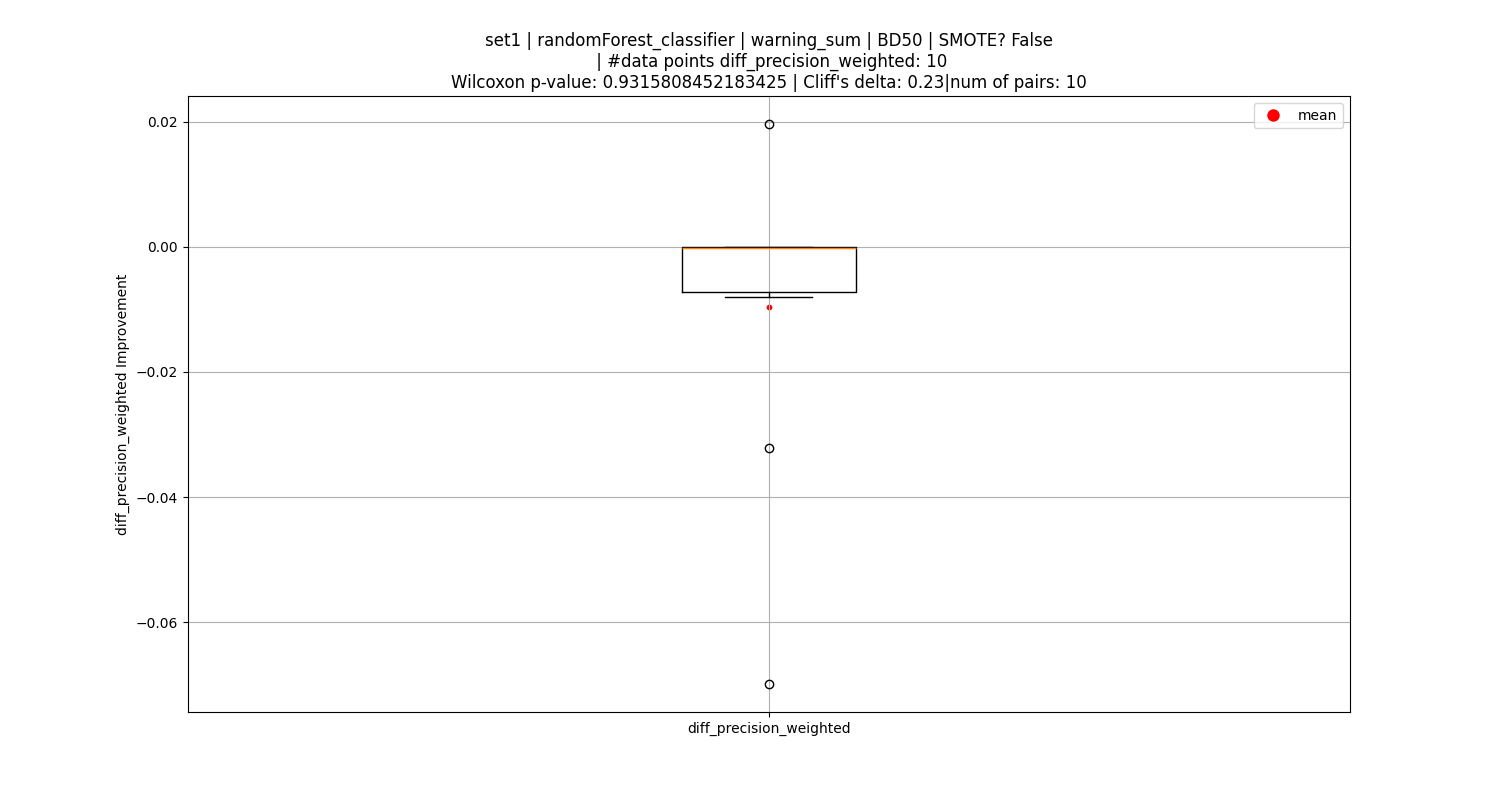 set1 | randomForest_classifier | warning_sum | BD50 | SMOTE? False
| #data points diff_precision_weighted: 10
Wilcoxon p-value: 0.9315808452183425 | Cliff's delta: 0.23|num of pairs: 10
mean
0.02
0.00
−0.02
−0.04
−0.06
diff_precision_weighted Improvement
diff_precision_weighted